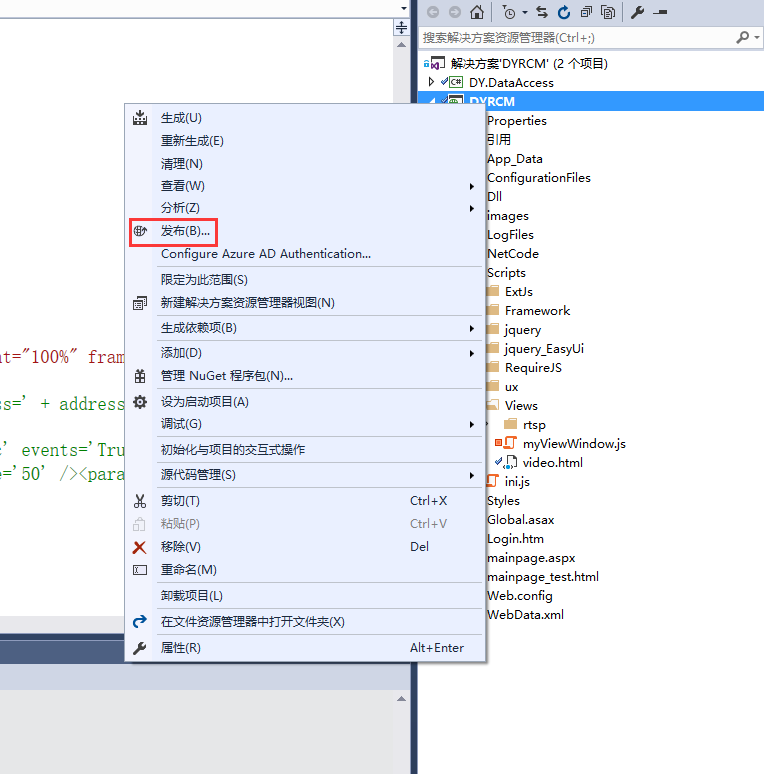 搜索解决方案资源管理器(Ctrl+;)
解决方案'DYRCM' (2 个项目)
DY.DataAccess
DYRCM
Properties
引用
App_Data
ConfigurationFiles
Dll
images
LogFiles
NetCode
Scripts
ExtJs
Framework
jquery
jquery_EasyUi
RequireJS
ux
Views
rtsp
myViewWindow.js
video.html
ini.js
Styles
Global.asax
Login.htm
mainpage.aspx
mainpage_test.html
Web.config
WebData.xml
生成(U)
重新生成(E)
清理(N)
查看(W)
分析(Z)
发布(B)...
Configure Azure AD Authentication...
限定为此范围(S)
新建解决方案资源管理器视图(N)
生成依赖项(B)
添加(D)
管理 NuGet 程序包(N)...
设为启动项目(A)
调试(G)
初始化与项目的交互式操作
源代码管理(S)
剪切(T) Ctrl+X
粘贴(P) Ctrl+V
移除(V) Del
重命名(M)
卸载项目(L)
在文件资源管理器中打开文件夹(X)
属性(R) Alt+Enter
="100%" fram
s=' + address
' events='Tru
='50' /><para